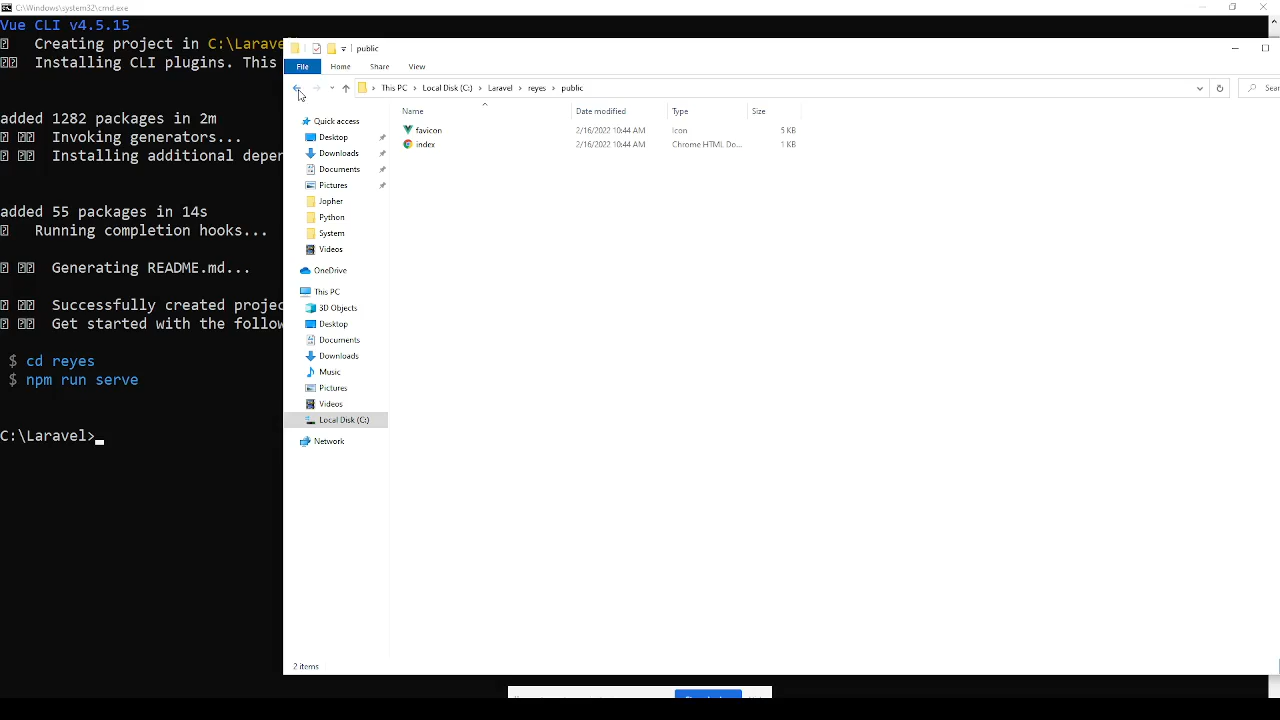 C:\Windows\system32\cmd.exe
Vue CLI v4.5.15
Creating project in C:\Larave
Installing CLI plugins. This
added 1282 packages in 2m
Invoking generators...
Installing additional deper
added 55 packages in 14s
Running completion hooks...
Generating README.md...
Successfully created projec
Get started with the follow
$ cd reyes
$ npm run serve
C:\Laravel>
public
File Home Share View
This PC > Local Disk (C:) > Laravel > reyes > public
Sear
Name Date modified Type Size
favicon 2/16/2022 10:44 AM Icon 5 KB
index 2/16/2022 10:44 AM Chrome HTML Do... 1 KB
Quick access
Desktop
Downloads
Documents
Pictures
Jopher
Python
System
Videos
OneDrive
This PC
3D Objects
Desktop
Documents
Downloads
Music
Pictures
Videos
Local Disk (C:)
Network
2 items